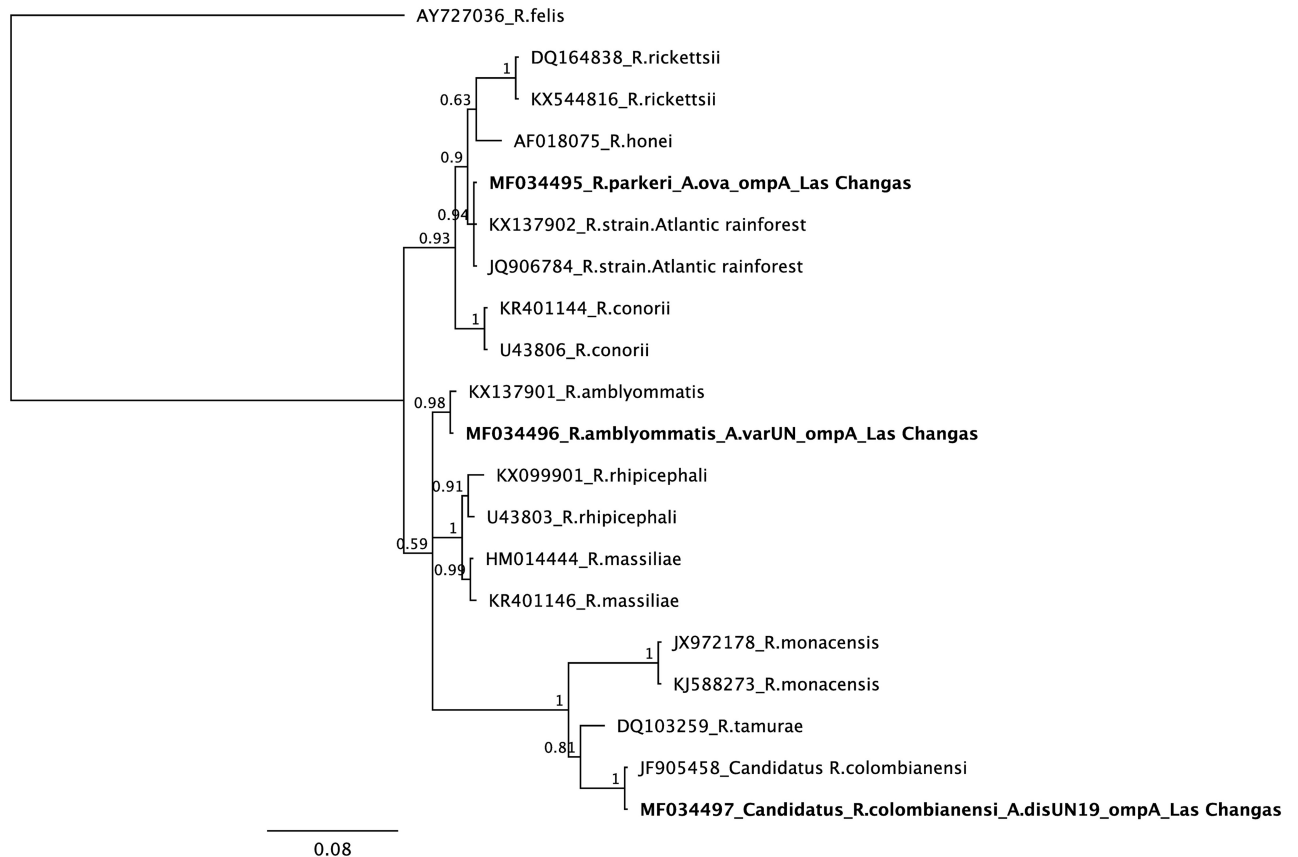 AY727036_R.felis
DQ164838_R.rickettsii
1
KX544816_R.rickettsii
0.63
AF018075_R.honei
0.9
MF034495_R.parkeri_A.ova_ompA_Las Changas
0.94
KX137902_R.strain.Atlantic rainforest
0.93
JQ906784_R.strain.Atlantic rainforest
KR401144_R.conorii
1
U43806_R.conorii
KX137901_R.amblyommatis
0.98
MF034496_R.amblyommatis_A.varUN_ompA_Las Changas
KX099901_R.rhipicephali
0.91
U43803_R.rhipicephali
1
0.59
HM014444_R.massiliae
0.99
KR401146_R.massiliae
JX972178_R.monacensis
1
KJ588273_R.monacensis
1
DQ103259_R.tamurae
0.81
JF905458_Candidatus R.colombianensi
1
MF034497_Candidatus_R.colombianensi_A.disUN19_ompA_Las Changas
0.08